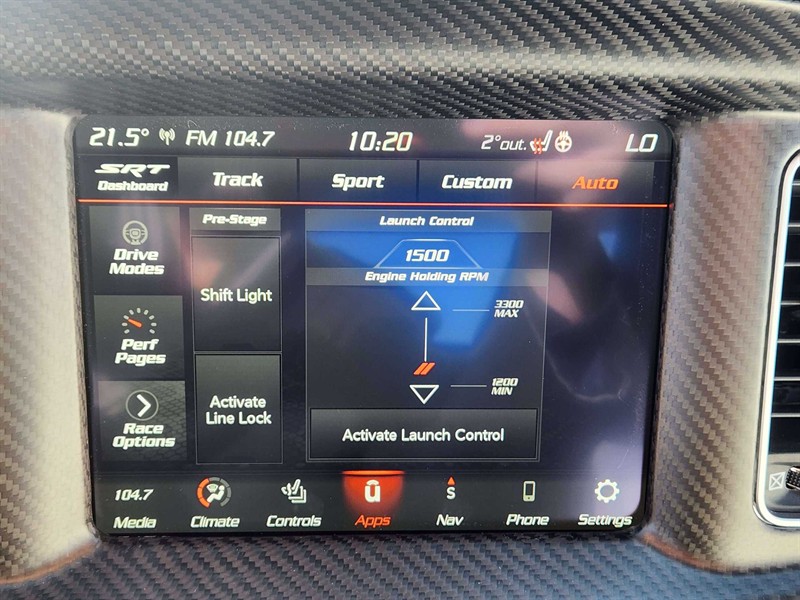 21.5° FM 104.7 10:20 2° out. LO
SRT
Dashboard
Track Sport Custom Auto
Pre-Stage
Launch Control
Drive
Modes
1500
Engine Holding RPM
Shift Light
3300
MAX
Perf
Pages
1200
MIN
Activate
Line Lock
Race
Options
Activate Launch Control
104.7
Media
Climate
Controls
û
Apps
S
Nav
Phone
Settings